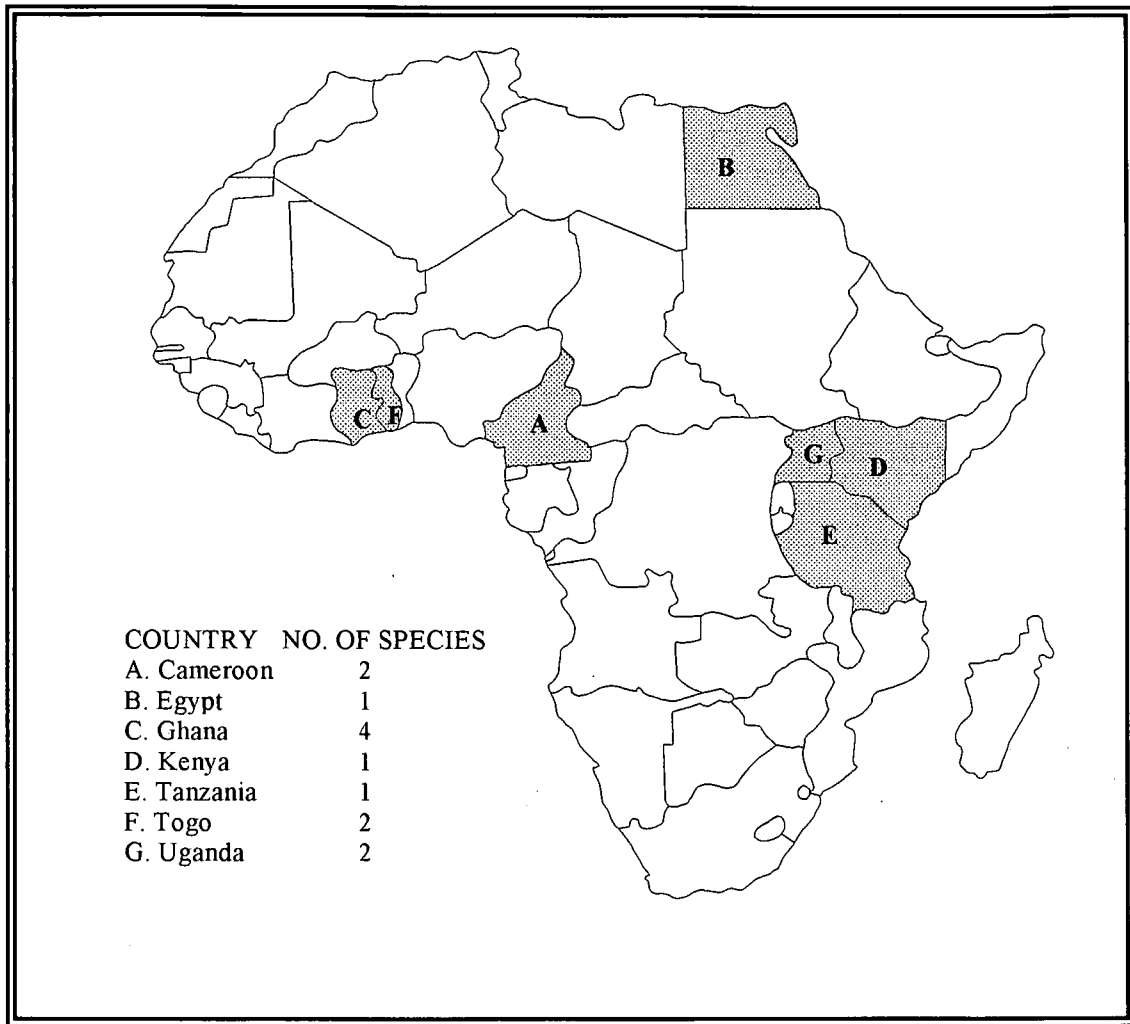 B
C F
A
G
D
E
COUNTRY NO. OF SPECIES
A. Cameroon 2
B. Egypt 1
C. Ghana 4
D. Kenya 1
E. Tanzania 1
F. Togo 2
G. Uganda 2